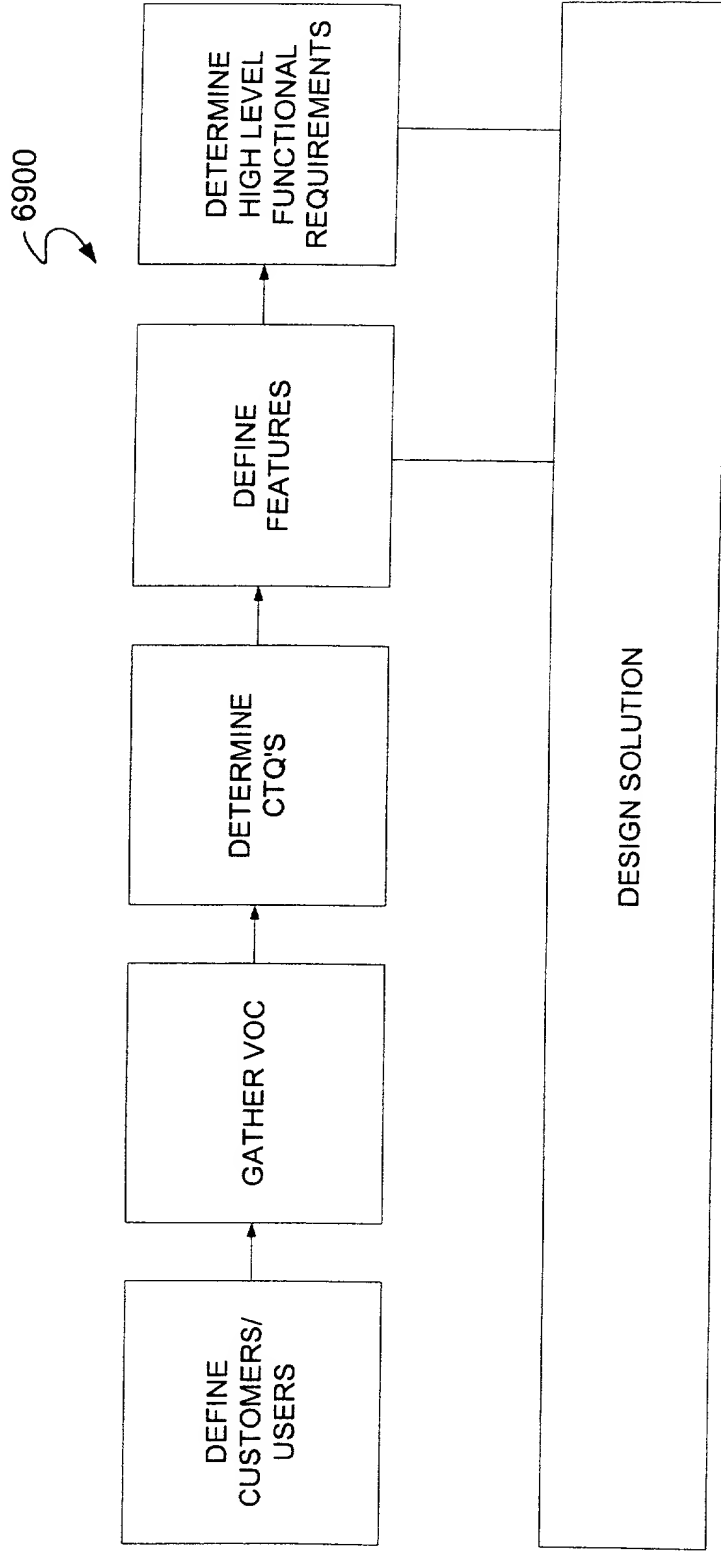 6900
DEFINE
CUSTOMERS/
USERS
GATHER VOC
DETERMINE
CTQ'S
DEFINE
FEATURES
DETERMINE
HIGH LEVEL
FUNCTIONAL
REQUIREMENTS
DESIGN SOLUTION